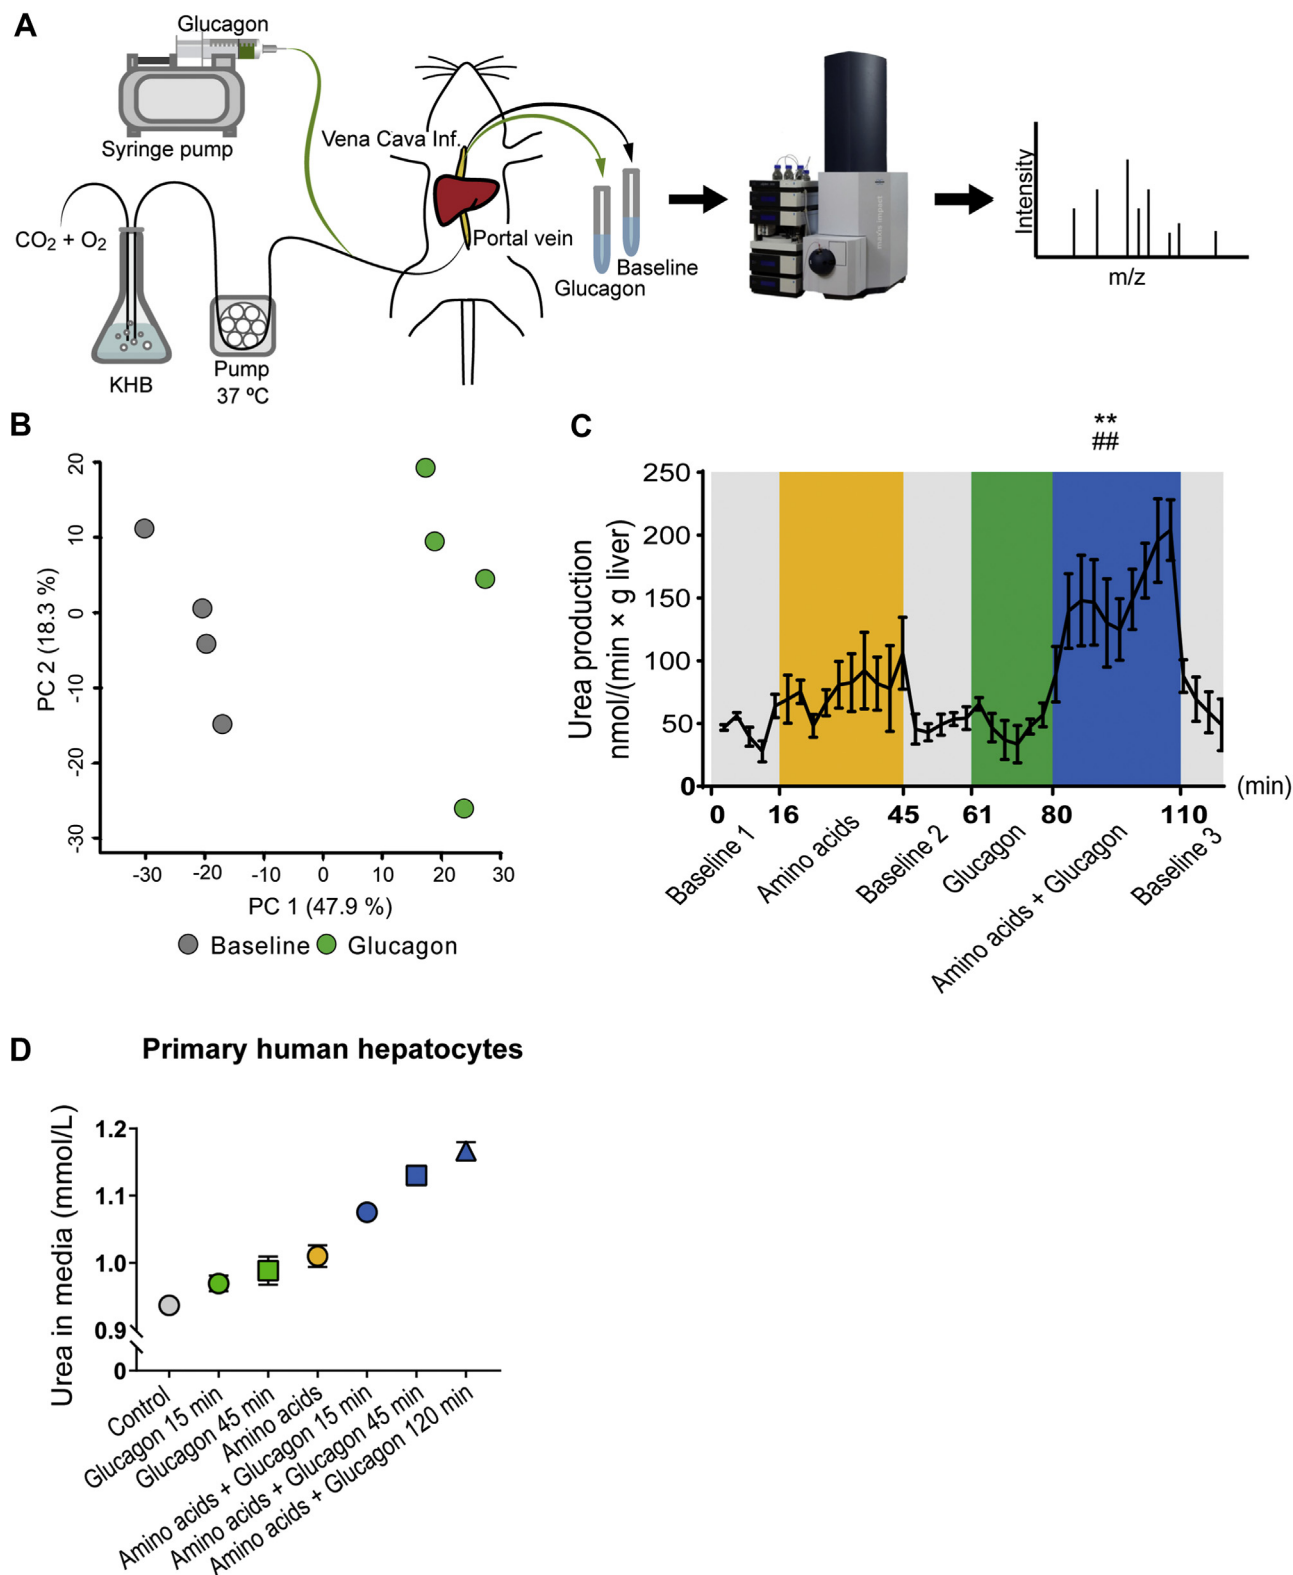 A
Glucagon
Syringe pump
Vena Cava Inf.
CO2 + O2
Portal vein
Baseline
Glucagon
KHB
Pump
37 ºC
Intensity
m/z
B
20
10
0
-10
-20
-30
PC 2 (18.3 %)
-30 -20 -10 0 10 20 30
PC 1 (47.9 %)
Baseline Glucagon
C
**
##
250
200
150
100
50
0
Urea production
nmol/(min × g liver)
0 16 45 61 80 110 (min)
Baseline 1
Amino acids
Baseline 2
Glucagon
Amino acids + Glucagon
Baseline 3
D
Primary human hepatocytes
Urea in media (mmol/L)
1.2
1.1
1.0
0.9
0
Control
Glucagon 15 min
Glucagon 45 min
Amino acids
Amino acids + Glucagon 15 min
Amino acids + Glucagon 45 min
Amino acids + Glucagon 120 min